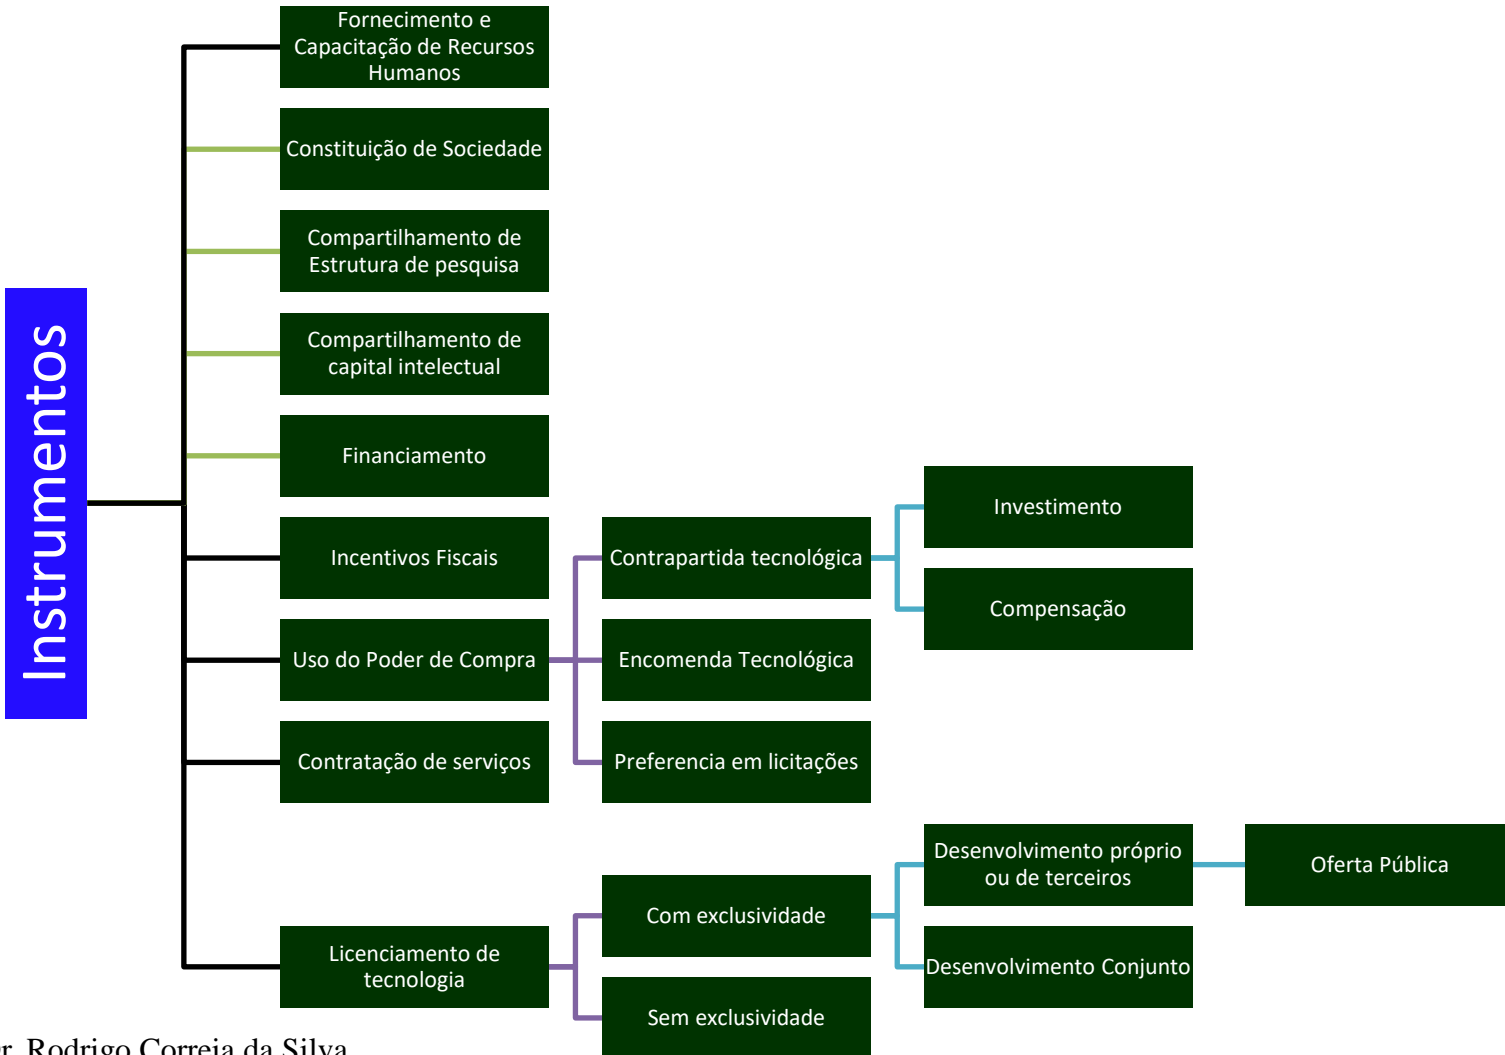 Instrumentos
Fornecimento e
Capacitação de Recursos
Humanos
Constituição de Sociedade
Compartilhamento de
Estrutura de pesquisa
Compartilhamento de
capital intelectual
Financiamento
Incentivos Fiscais
Uso do Poder de Compra
Contrapartida tecnológica
Investimento
Compensação
Encomenda Tecnológica
Preferencia em licitações
Contratação de serviços
Licenciamento de
tecnologia
Com exclusividade
Desenvolvimento próprio
ou de terceiros
Oferta Pública
Desenvolvimento Conjunto
Sem exclusividade
Rodrigo Correia da Silva